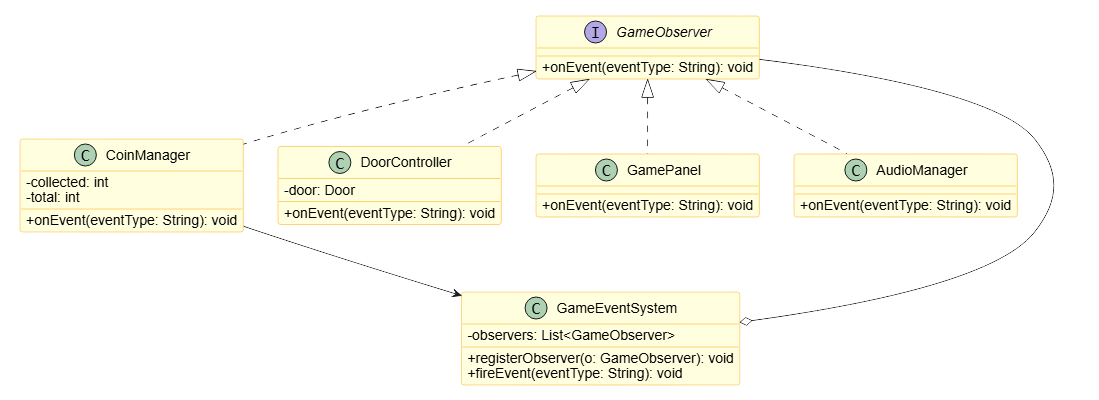 I GameObserver
+onEvent(eventType: String): void
C CoinManager
-collected: int
-total: int
+onEvent(eventType: String): void
C DoorController
-door: Door
+onEvent(eventType: String): void
C GamePanel
+onEvent(eventType: String): void
C AudioManager
+onEvent(eventType: String): void
C GameEventSystem
-observers: List<GameObserver>
+registerObserver(o: GameObserver): void
+fireEvent(eventType: String): void